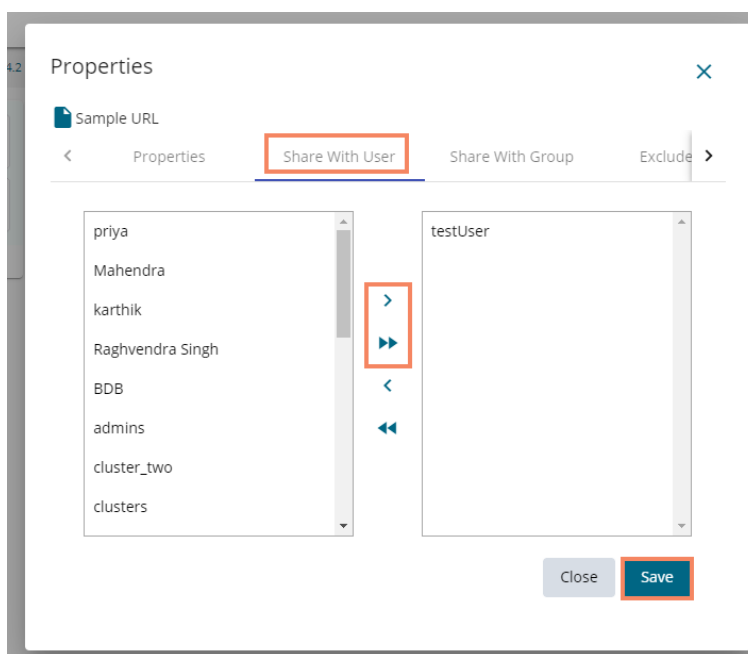 4.2
Properties
Sample URL
Properties Share With User Share With Group Exclude
priya
Mahendra
karthik
Raghvendra Singh
BDB
admins
cluster_two
clusters
testUser
Close Save